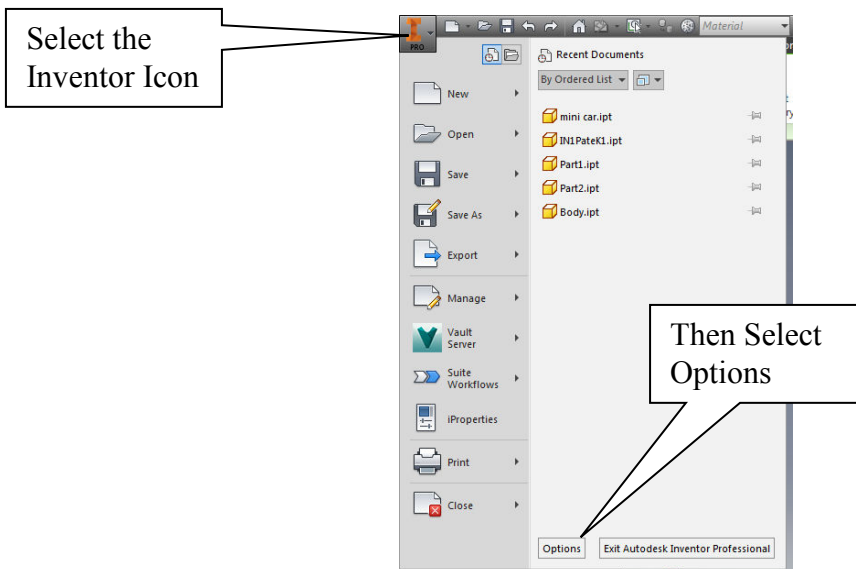 Select the
Inventor Icon
PRO
Material
Recent Documents
By Ordered List
New
Open
Save
Save As
Export
Manage
Vault
Server
Suite
Workflows
iProperties
Print
Close
mini car.ipt
IN1PateK1.ipt
Part1.ipt
Part2.ipt
Body.ipt
Then Select
Options
Options
Exit Autodesk Inventor Professional